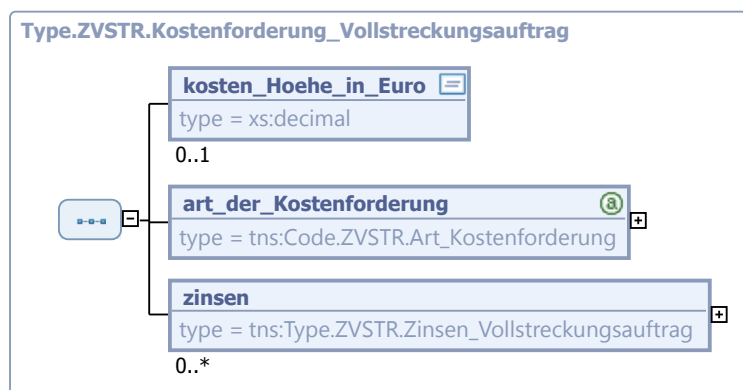 Type.ZVSTR.Kostenforderung_Vollstreckungsauftrag
kosten_Hoehe_in_Euro
type = xs:decimal
0..1
art_der_Kostenforderung a
type = tns:Code.ZVSTR.Art_Kostenforderung
zinsen
type = tns:Type.ZVSTR.Zinsen_Vollstreckungsauftrag
0..*